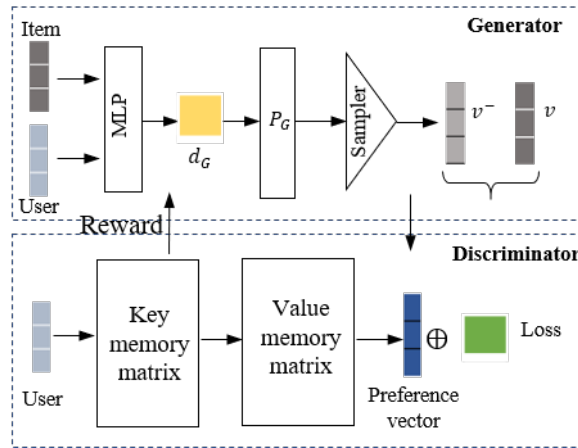 Generator
Item
MLP
d_G
P_G
Sampler
v^-
v
User
Reward
Discriminator
User
Key
memory
matrix
Value
memory
matrix
⊕
Loss
Preference
vector